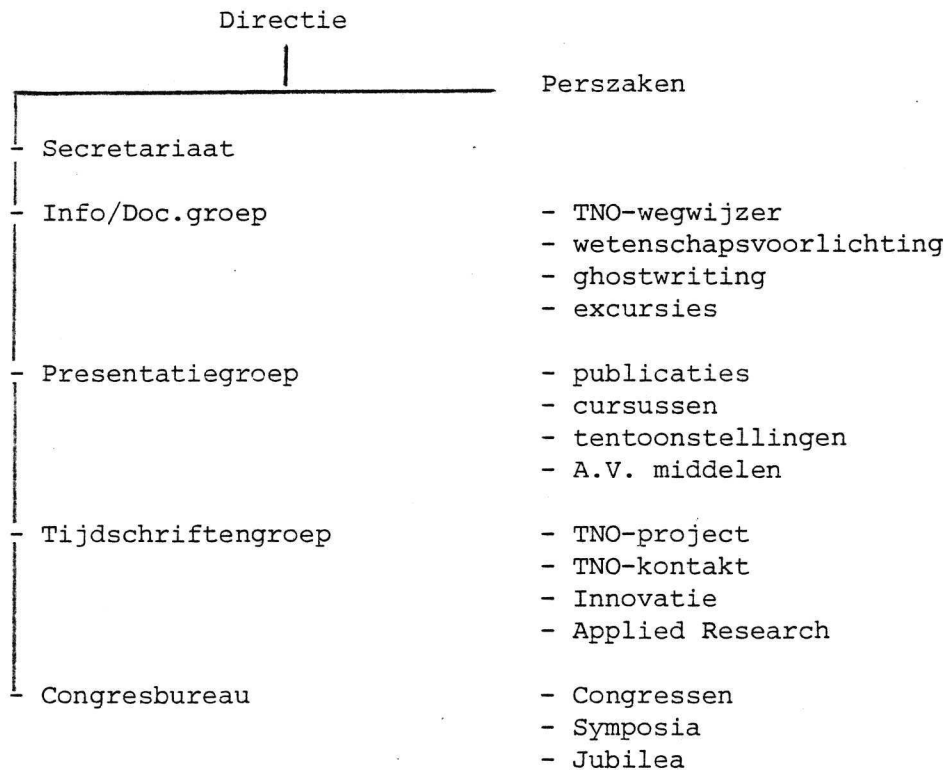 Directie
Perszaken
- Secretariaat
- Info/Doc.groep - TNO-wegwijzer
- wetenschapsvoorlichting
- ghostwriting
- excursies
- Presentatiegroep - publicaties
- cursussen
- tentoonstellingen
- A.V. middelen
- Tijdschriftengroep - TNO-project
- TNO-kontakt
- Innovatie
- Applied Research
- Congresbureau - Congressen
- Symposia
- Jubilea